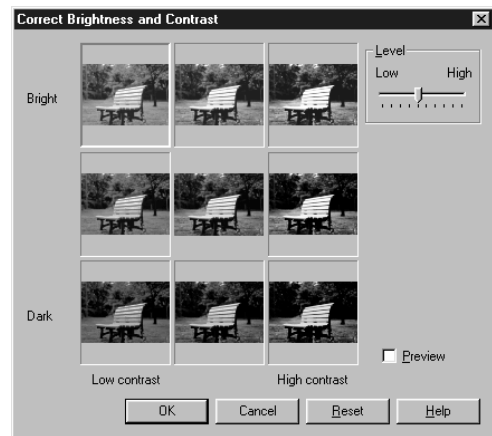 Correct Brightness and Contrast
Level
Low High
Bright
Dark
Preview
Low contrast High contrast
OK Cancel Reset Help